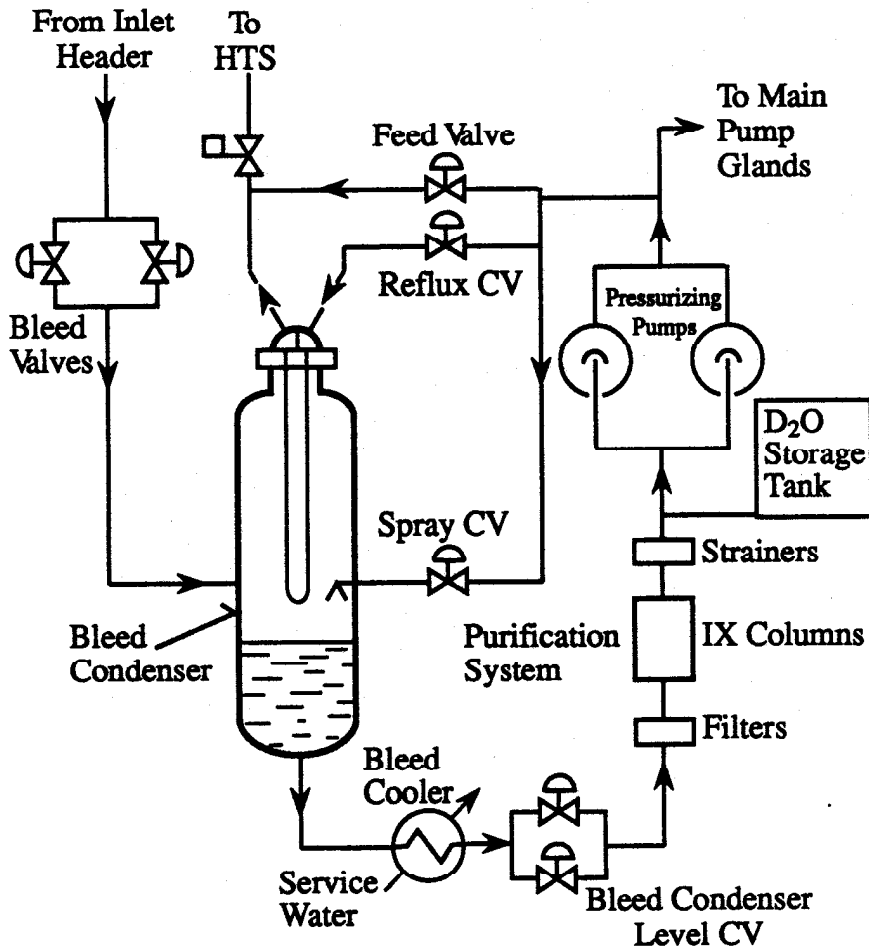 From Inlet
Header
To
HTS
To Main
Pump
Glands
Feed Valve
Reflux CV
Pressurizing
Pumps
Bleed
Valves
D₂O
Storage
Tank
Spray CV
Strainers
Bleed
Condenser
Purification
System
IX Columns
Filters
Bleed
Cooler
Service
Water
Bleed Condenser
Level CV